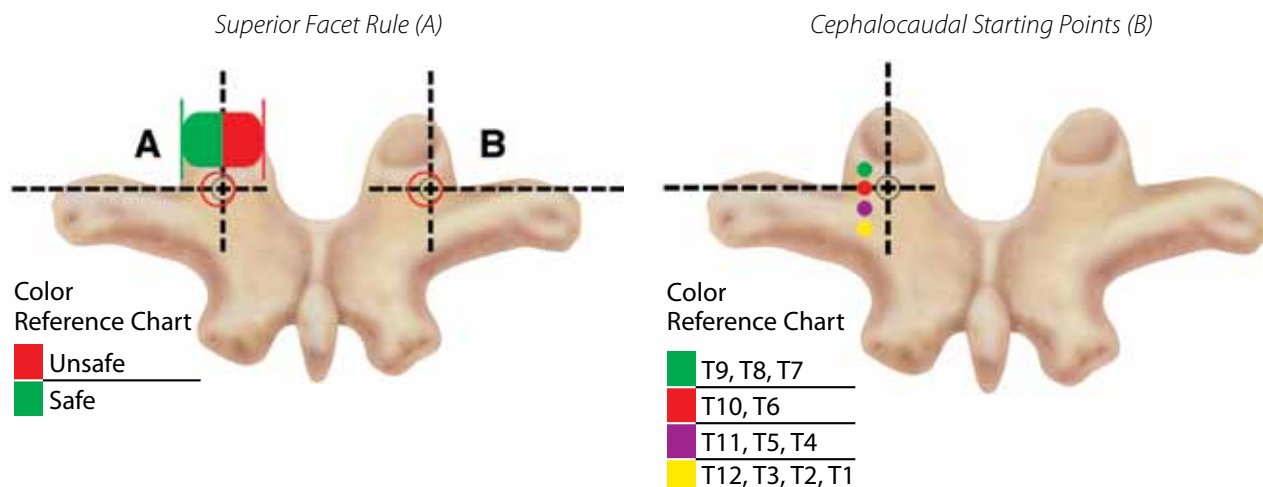 Superior Facet Rule (A)
A
B
Color
Reference Chart
Unsafe
Safe
Cephalocaudal Starting Points (B)
Color
Reference Chart
T9, T8, T7
T10, T6
T11, T5, T4
T12, T3, T2, T1